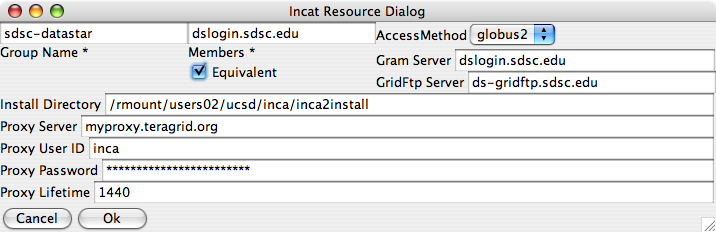 Incat Resource Dialog
sdsc-datastar dslogin.sdsc.edu AccessMethod globus2
Group Name * Members * Gram Server dslogin.sdsc.edu
Equivalent GridFtp Server ds-gridftp.sdsc.edu
Install Directory /rmount/users02/ucsd/inca/inca2install
Proxy Server myproxy.teragrid.org
Proxy User ID inca
Proxy Password ************************
Proxy Lifetime 1440
Cancel Ok